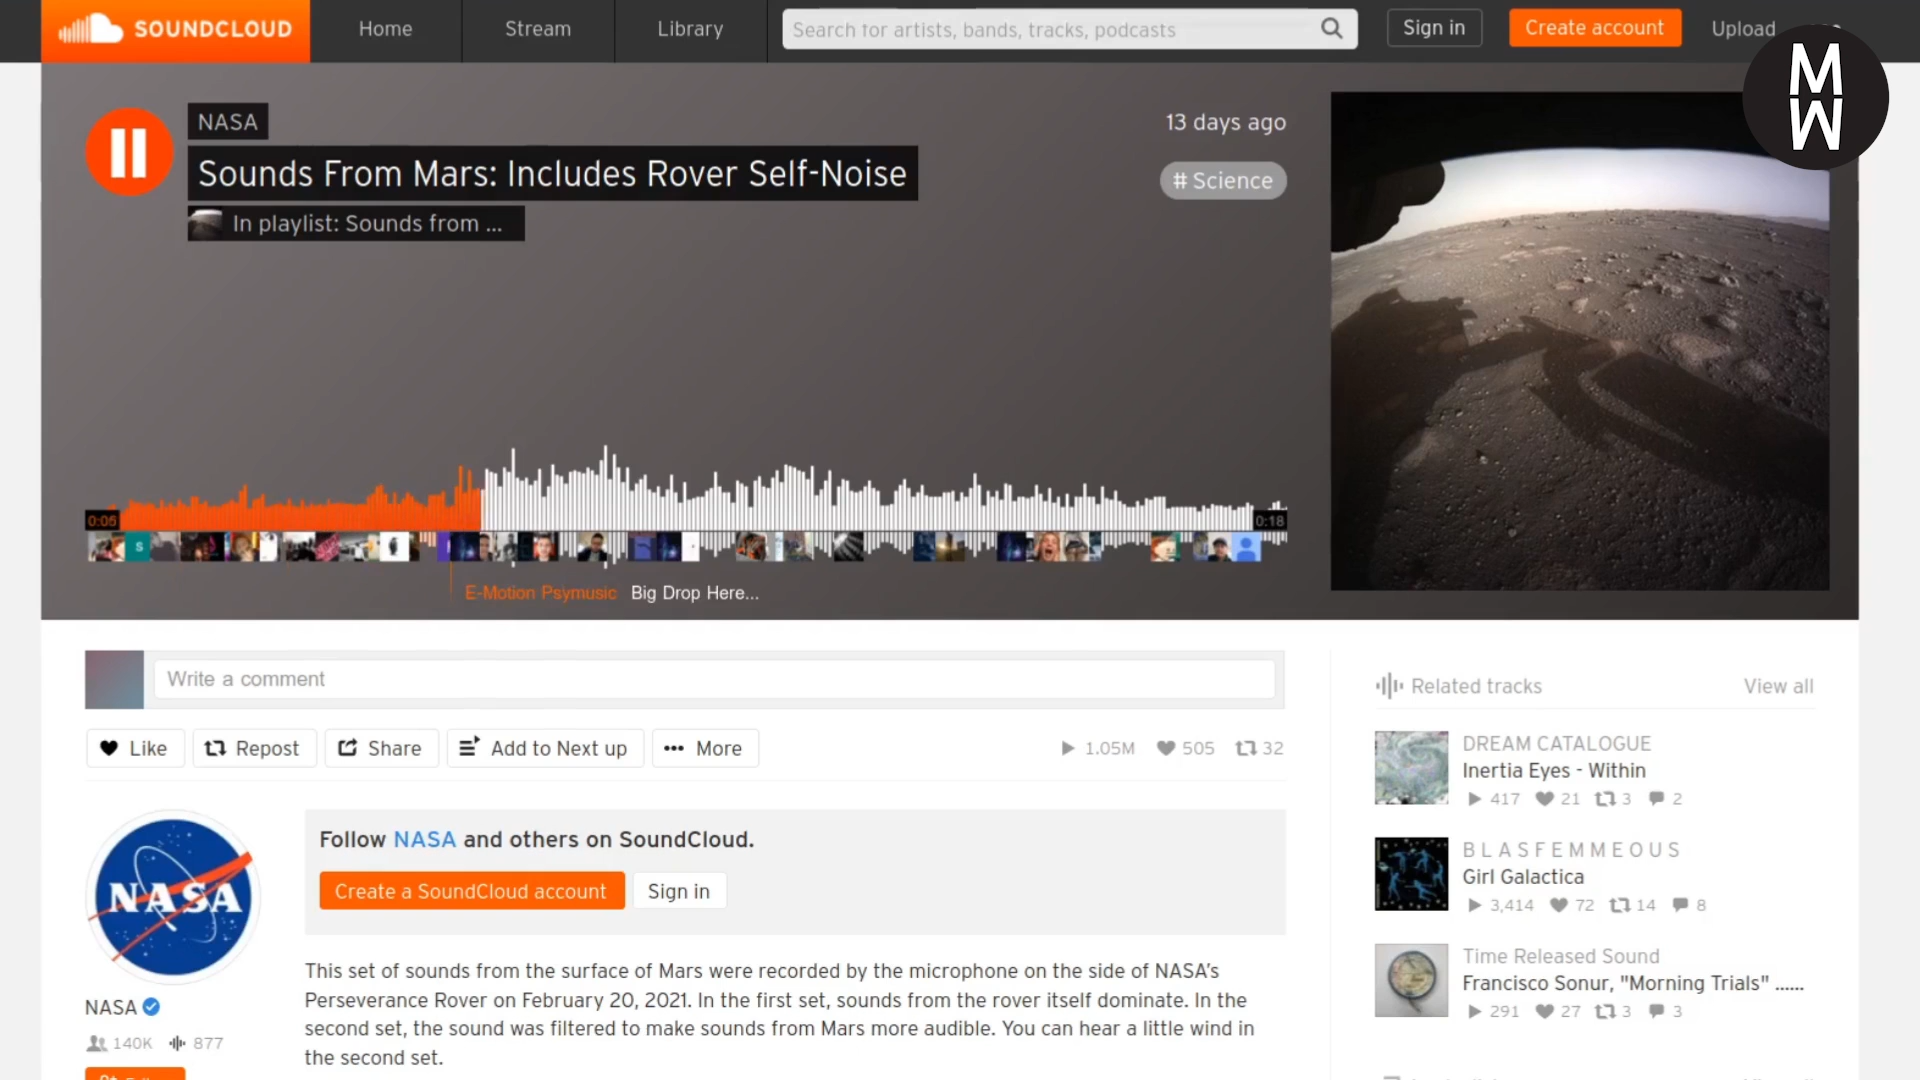 SOUNDCLOUD
Home
Stream
Library
Search for artists, bands, tracks, podcasts
Sign in
Create account
Upload
MW
NASA
Sounds From Mars: Includes Rover Self-Noise
In playlist: Sounds from ...
13 days ago
# Science
0:06
0:18
S
E-Motion Psymusic Big Drop Here...
Write a comment
Like
Repost
Share
Add to Next up
More
1.05M
505
32
Related tracks
View all
DREAM CATALOGUE
Inertia Eyes - Within
417 21 3 2
B L A S F E M M E O U S
Girl Galactica
3,414 72 14 8
Time Released Sound
Francisco Sonur, "Morning Trials" ......
291 27 3 3
NASA
NASA
140K 877
Follow NASA and others on SoundCloud.
Create a SoundCloud account
Sign in
This set of sounds from the surface of Mars were recorded by the microphone on the side of NASA's
Perseverance Rover on February 20, 2021. In the first set, sounds from the rover itself dominate. In the
second set, the sound was filtered to make sounds from Mars more audible. You can hear a little wind in
the second set.